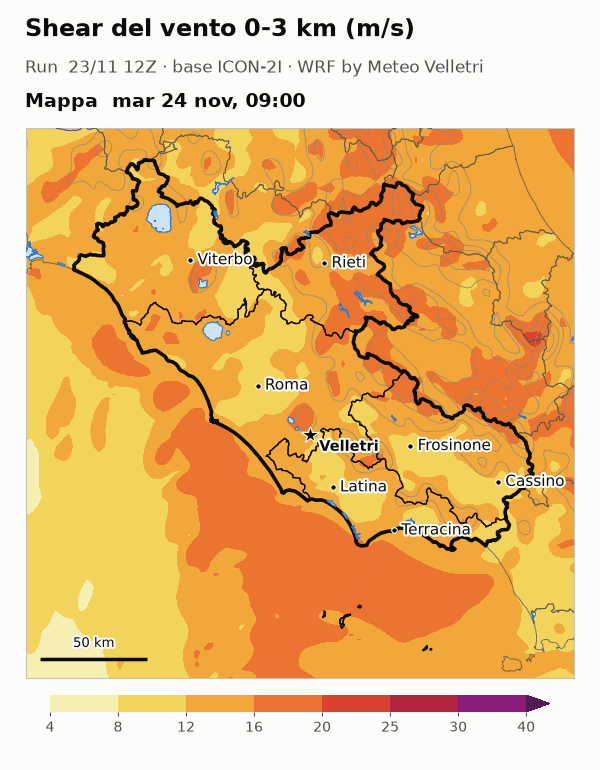 Shear del vento 0-3 km (m/s)
Run  23/11 12Z · base ICON-2I · WRF by Meteo Velletri
Mappa  mar 24 nov, 09:00
Viterbo
Rieti
Roma
Velletri
Frosinone
Cassino
Latina
Terracina
50 km
4 8 12 16 20 25 30 40